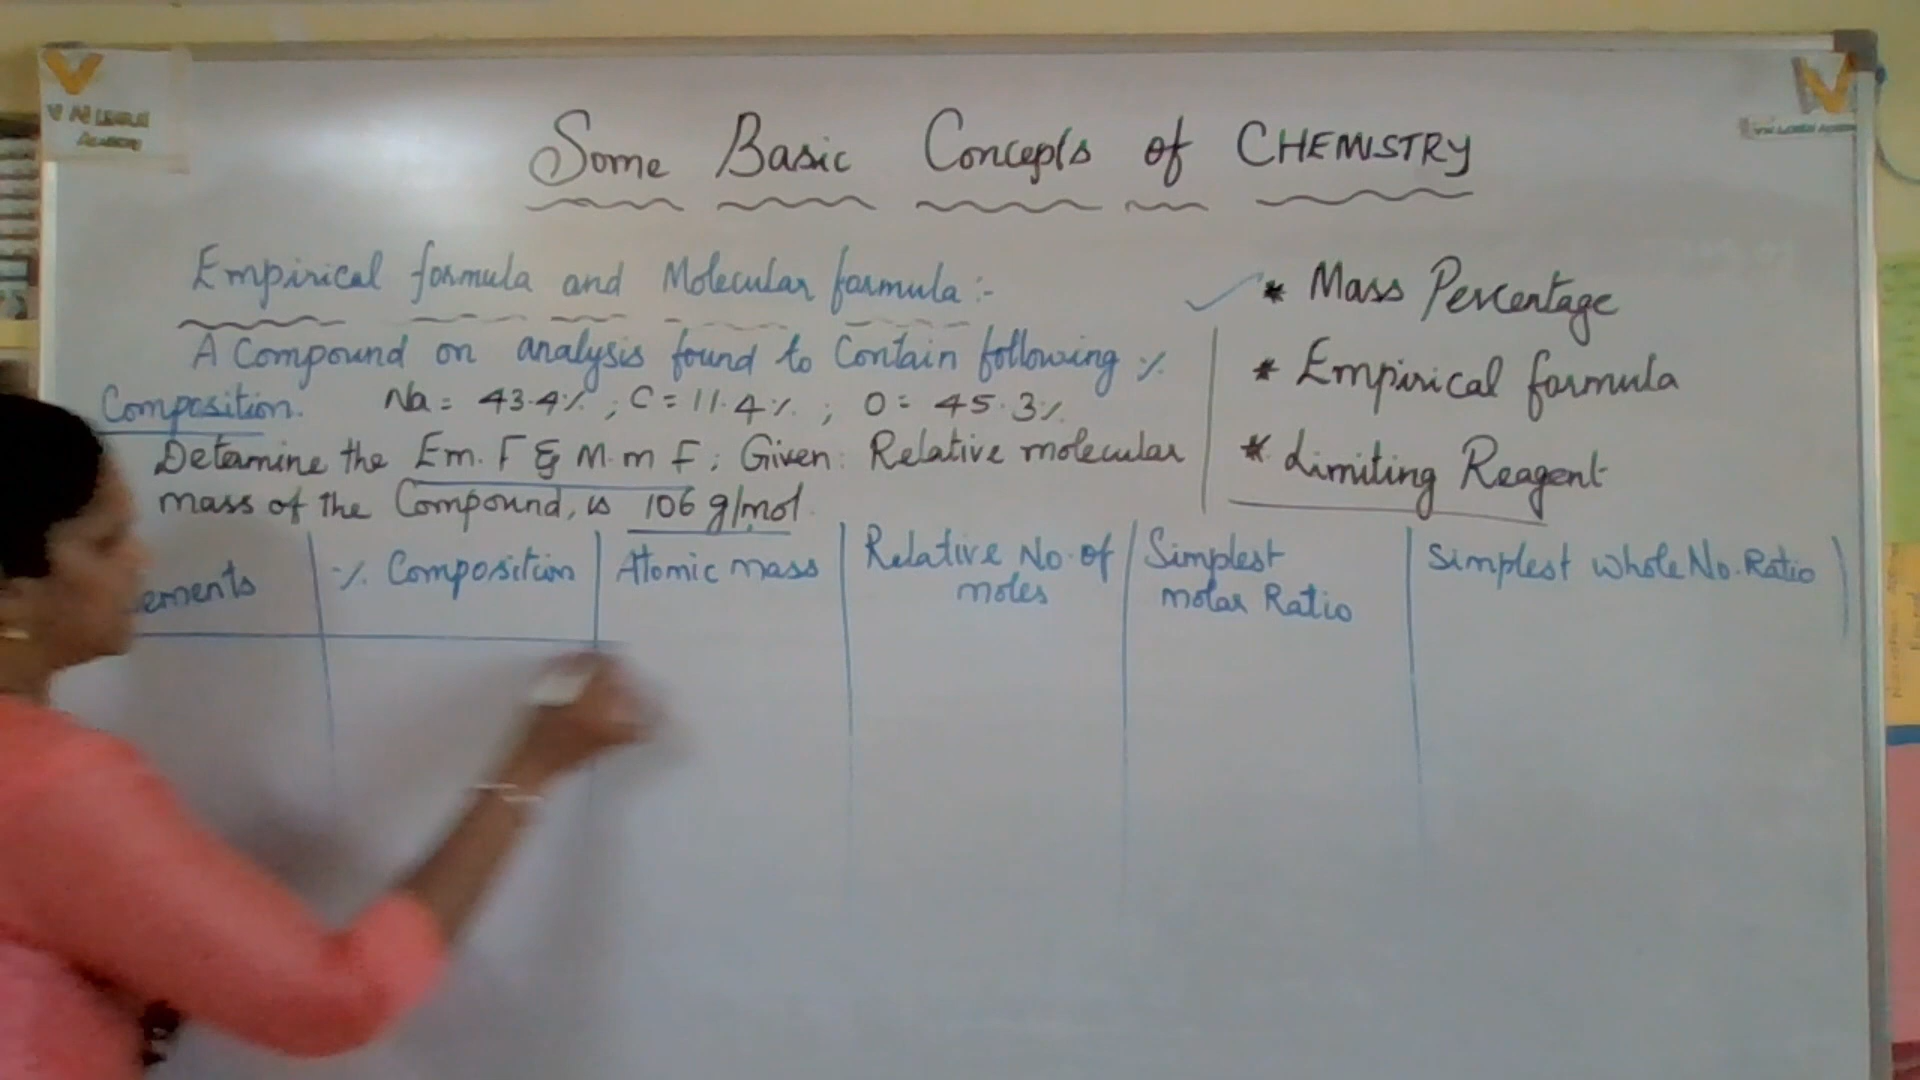 Some Basic Concepts of CHEMISTRY
Empirical formula and Molecular formula:-
A Compound on analysis found to Contain following %
Composition. Na = 43.4% ; C = 11.4% ; O = 45.3%
Detamine the Em. F & M.m F ; Given: Relative molecular
mass of the Compound, is 106 g/mol.
* Mass Percentage
* Empirical formula
* Limiting Reagent
ements
% Composition
Atomic mass
Relative No. of
moles
Simplest
molar Ratio
Simplest whole No. Ratio